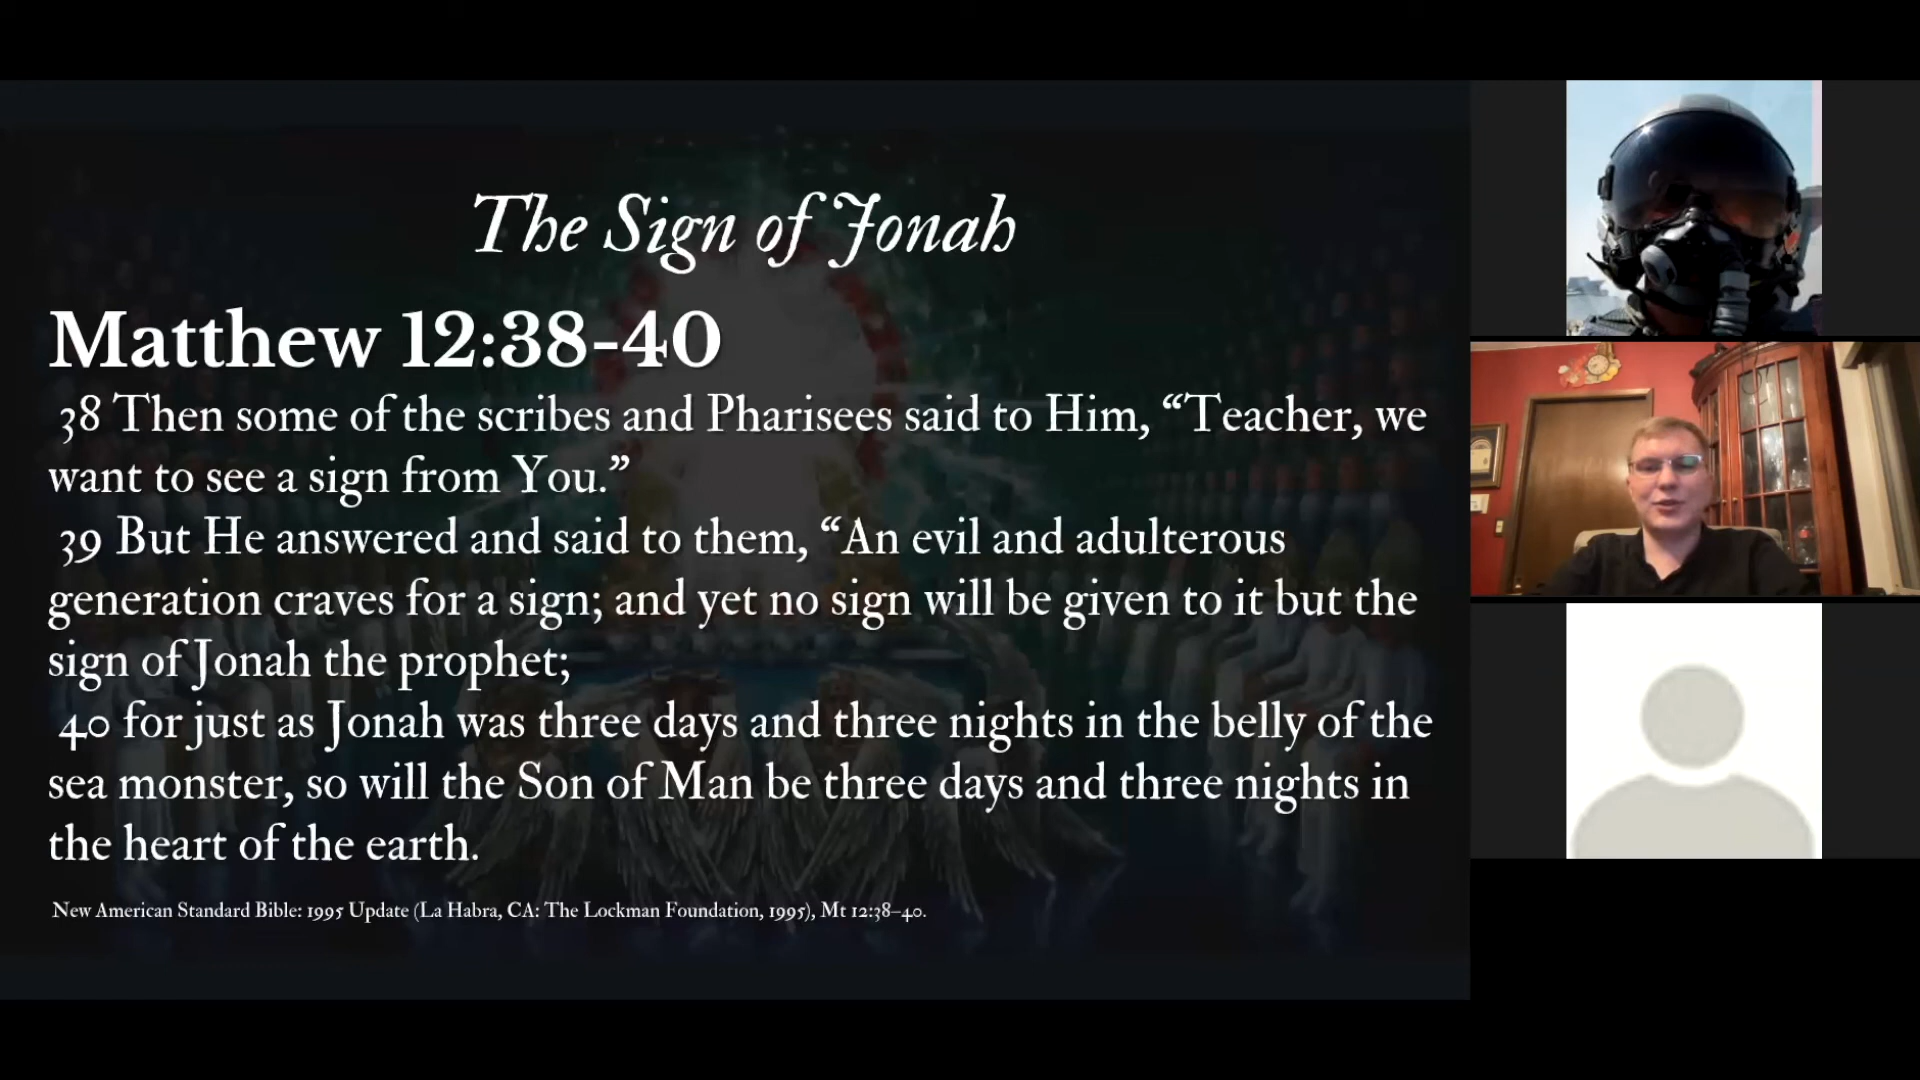 The Sign of Jonah
Matthew 12:38-40
38 Then some of the scribes and Pharisees said to Him, “Teacher, we
want to see a sign from You.”
39 But He answered and said to them, “An evil and adulterous
generation craves for a sign; and yet no sign will be given to it but the
sign of Jonah the prophet;
40 for just as Jonah was three days and three nights in the belly of the
sea monster, so will the Son of Man be three days and three nights in
the heart of the earth.
New American Standard Bible: 1995 Update (La Habra, CA: The Lockman Foundation, 1995), Mt 12:38–40.